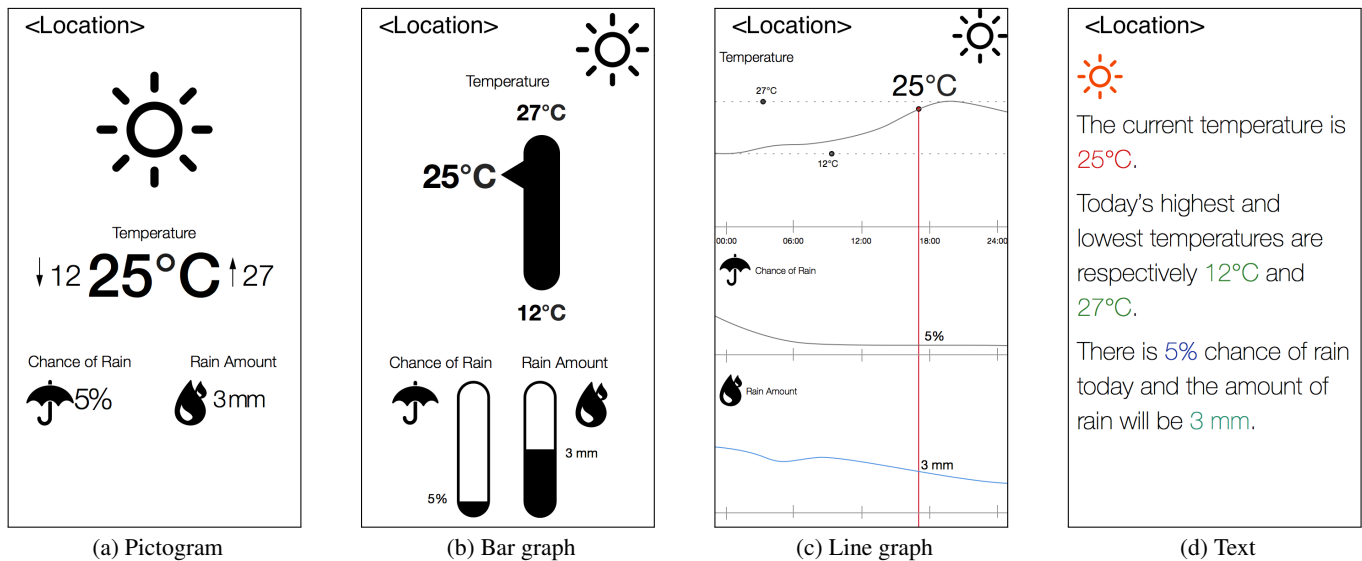 <Location>
Temperature
↓12 25°C ↑27
Chance of Rain
Rain Amount
5%
3mm
(a) Pictogram
<Location>
Temperature
27°C
25°C
12°C
Chance of Rain
Rain Amount
3 mm
5%
(b) Bar graph
<Location>
Temperature
25°C
27°C
12°C
00:00 06:00 12:00 18:00 24:00
Chance of Rain
5%
Rain Amount
3 mm
(c) Line graph
<Location>
The current temperature is
25°C.
Today's highest and
lowest temperatures are
respectively 12°C and
27°C.
There is 5% chance of rain
today and the amount of
rain will be 3 mm.
(d) Text